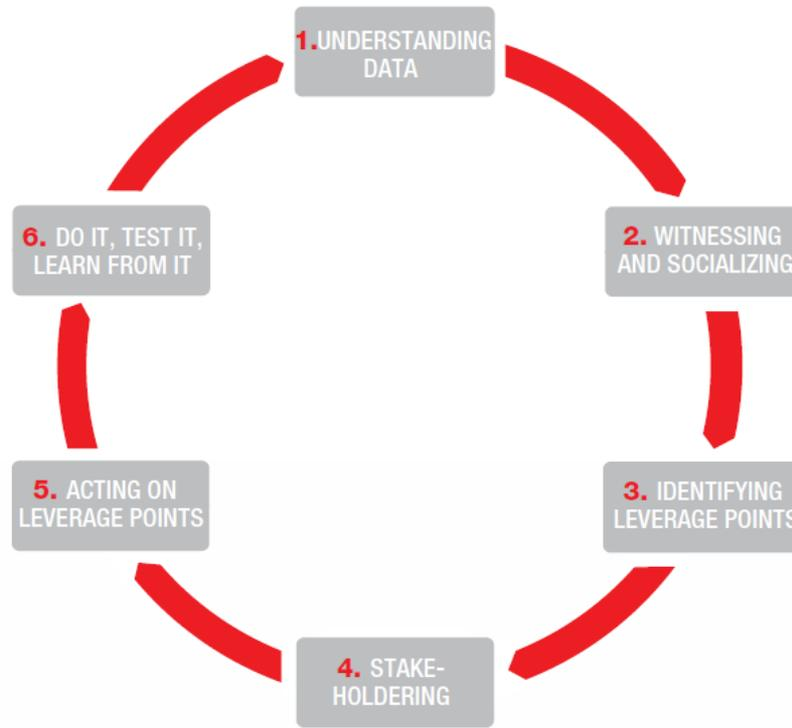 1.UNDERSTANDING
DATA
2. WITNESSING
AND SOCIALIZING
3. IDENTIFYING
LEVERAGE POINTS
4. STAKE-
HOLDERING
5. ACTING ON
LEVERAGE POINTS
6. DO IT, TEST IT,
LEARN FROM IT